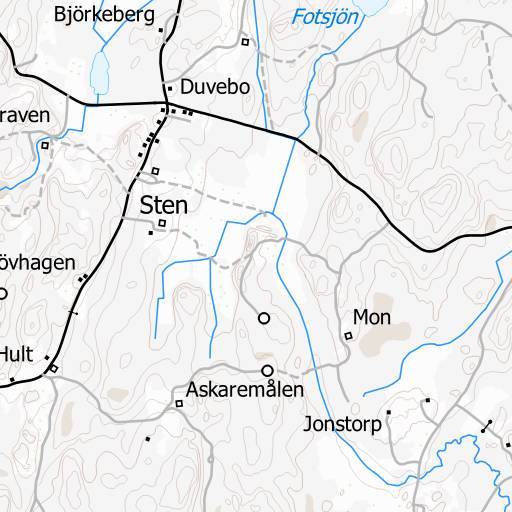 Björkeberg
Fotsjön
Duvebo
raven
Sten
övhagen
Mon
Hult
Askaremålen
Jonstorp